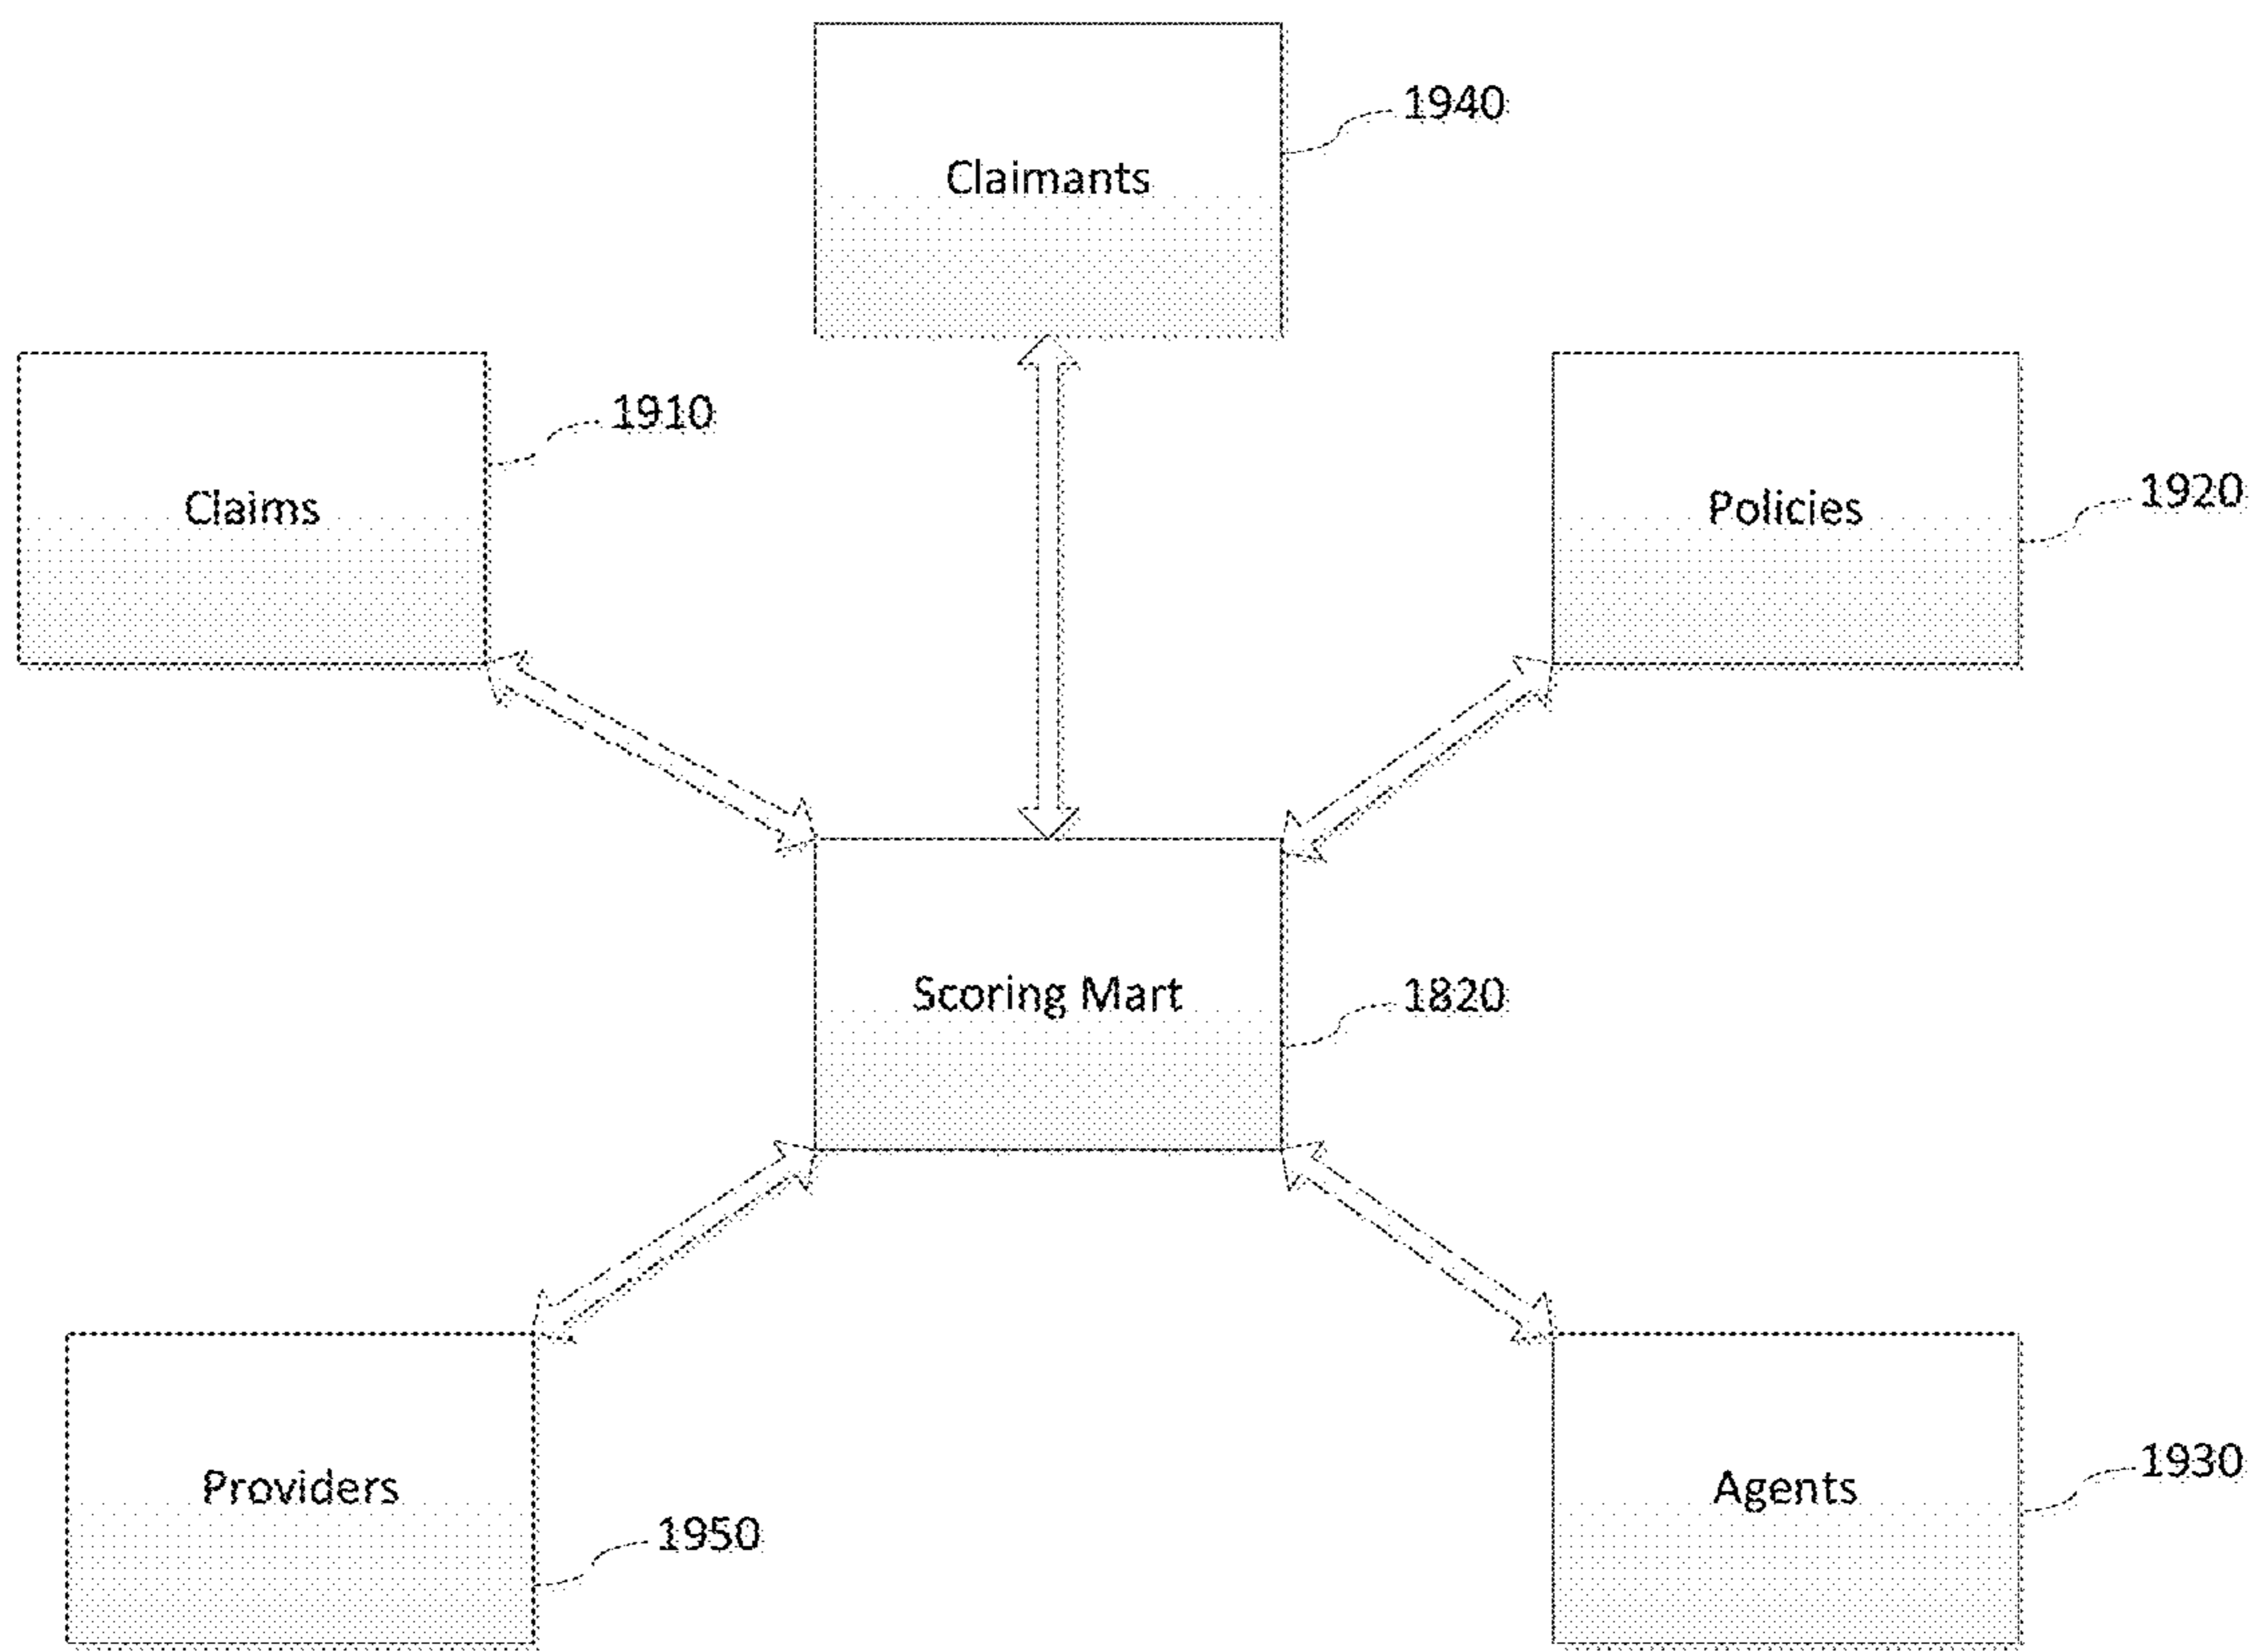 Claimants
1940
Claims
1910
Policies
1920
Scoring Mart
1820
Providers
1950
Agents
1930